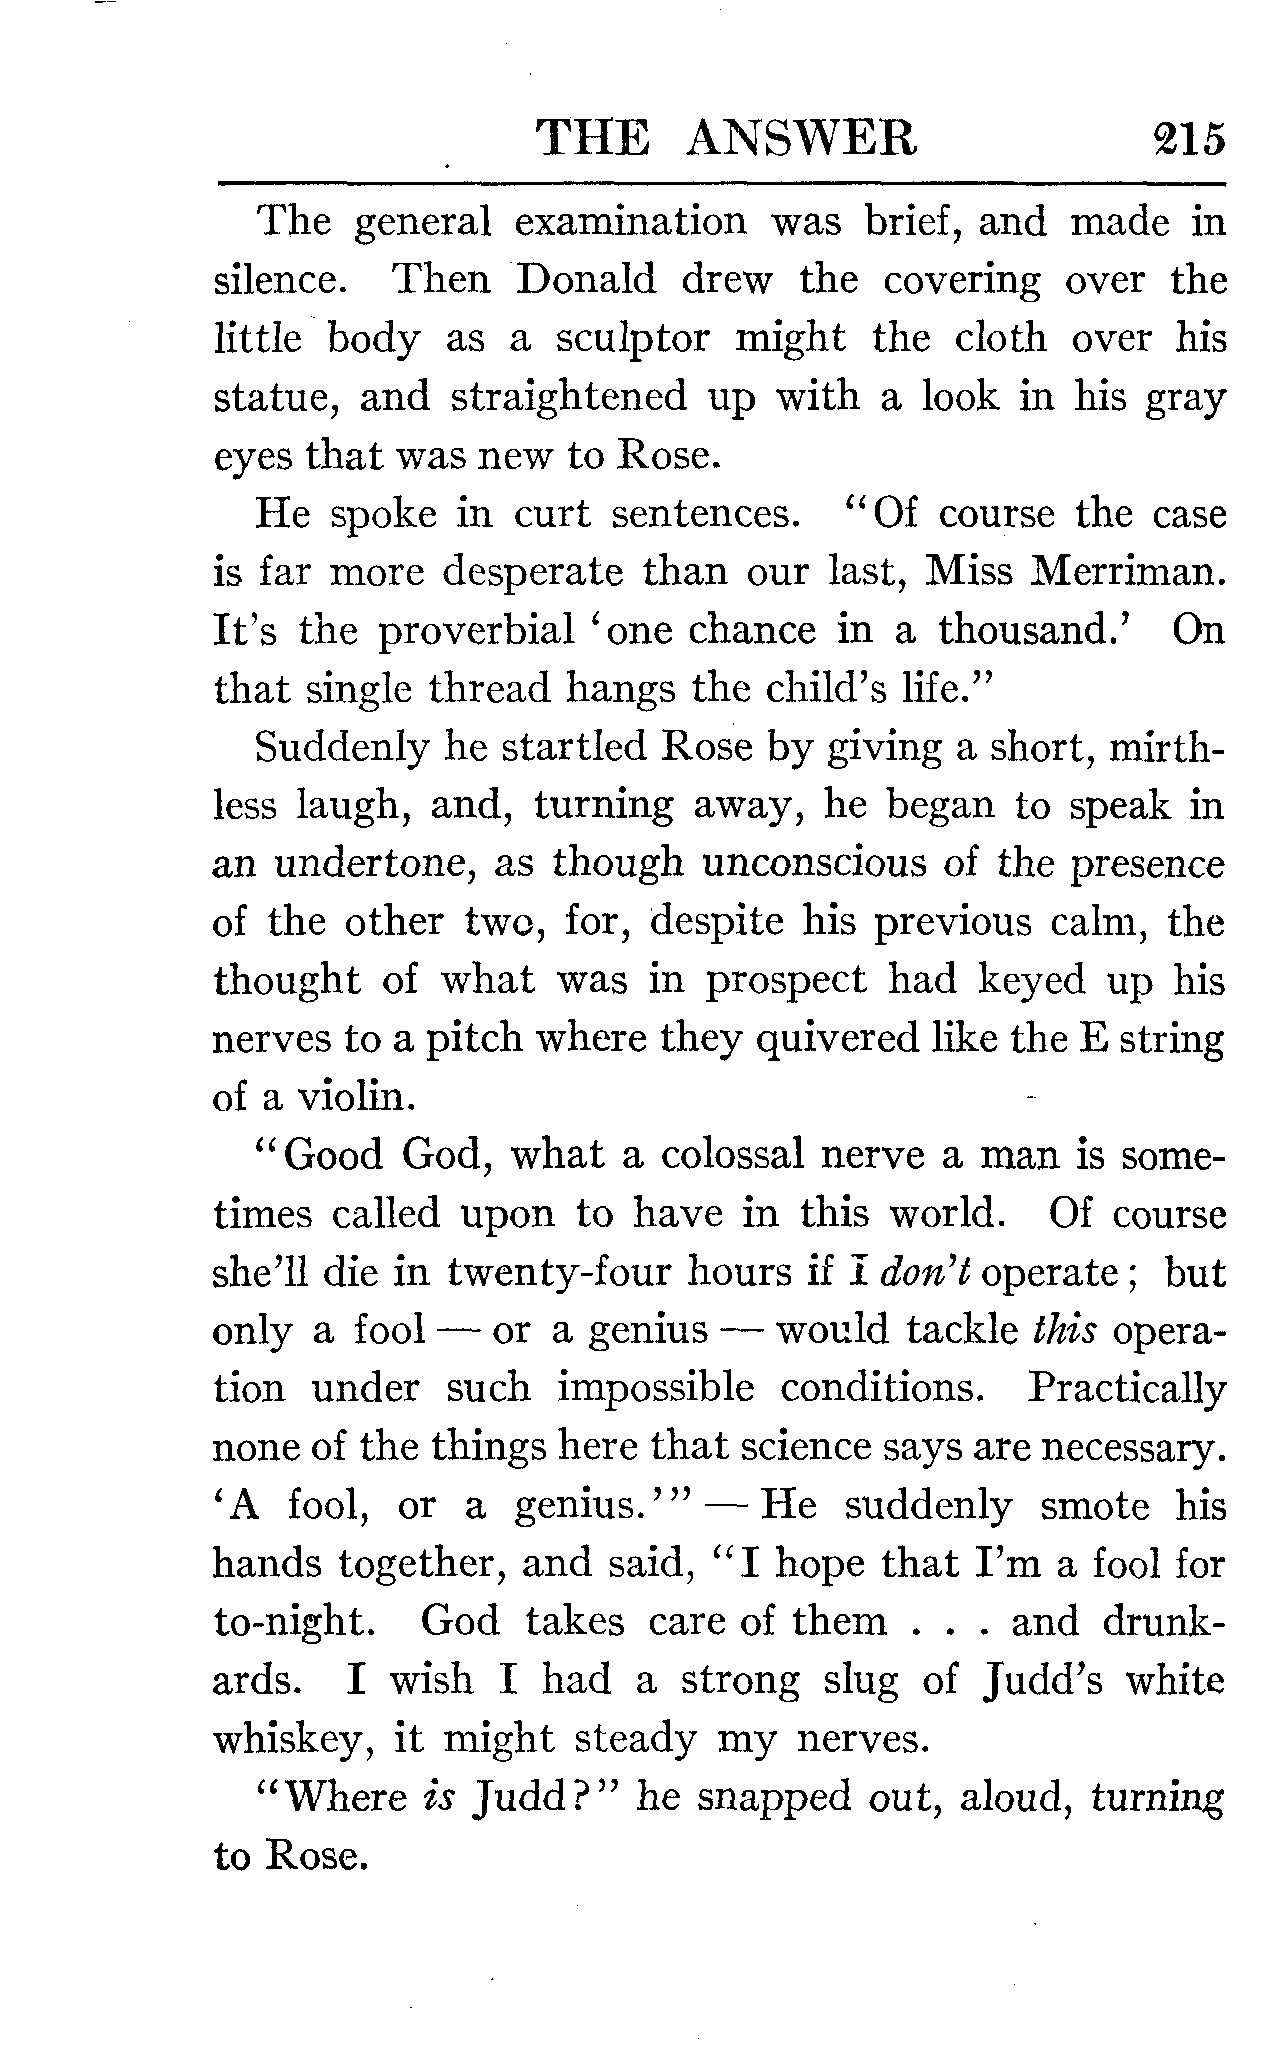 THE ANSWER 215
The general examination was brief, and made in
silence. Then Donald drew the covering over the
little body as a sculptor might the cloth over his
statue, and straightened up with a look in his gray
eyes that was new to Rose.
He spoke in curt sentences. "Of course the case
is far more desperate than our last, Miss Merriman.
It's the proverbial 'one chance in a thousand.' On
that single thread hangs the child's life."
Suddenly he startled Rose by giving a short, mirth-
less laugh, and, turning away, he began to speak in
an undertone, as though unconscious of the presence
of the other two, for, despite his previous calm, the
thought of what was in prospect had keyed up his
nerves to a pitch where they quivered like the E string
of a violin.
"Good God, what a colossal nerve a man is some-
times called upon to have in this world. Of course
she'll die in twenty-four hours if I don't operate; but
only a fool — or a genius — would tackle this opera-
tion under such impossible conditions. Practically
none of the things here that science says are necessary.
'A fool, or a genius.'" — He suddenly smote his
hands together, and said, "I hope that I'm a fool for
to-night. God takes care of them . . . and drunk-
ards. I wish I had a strong slug of Judd's white
whiskey, it might steady my nerves.
"Where is Judd?" he snapped out, aloud, turning
to Rose.